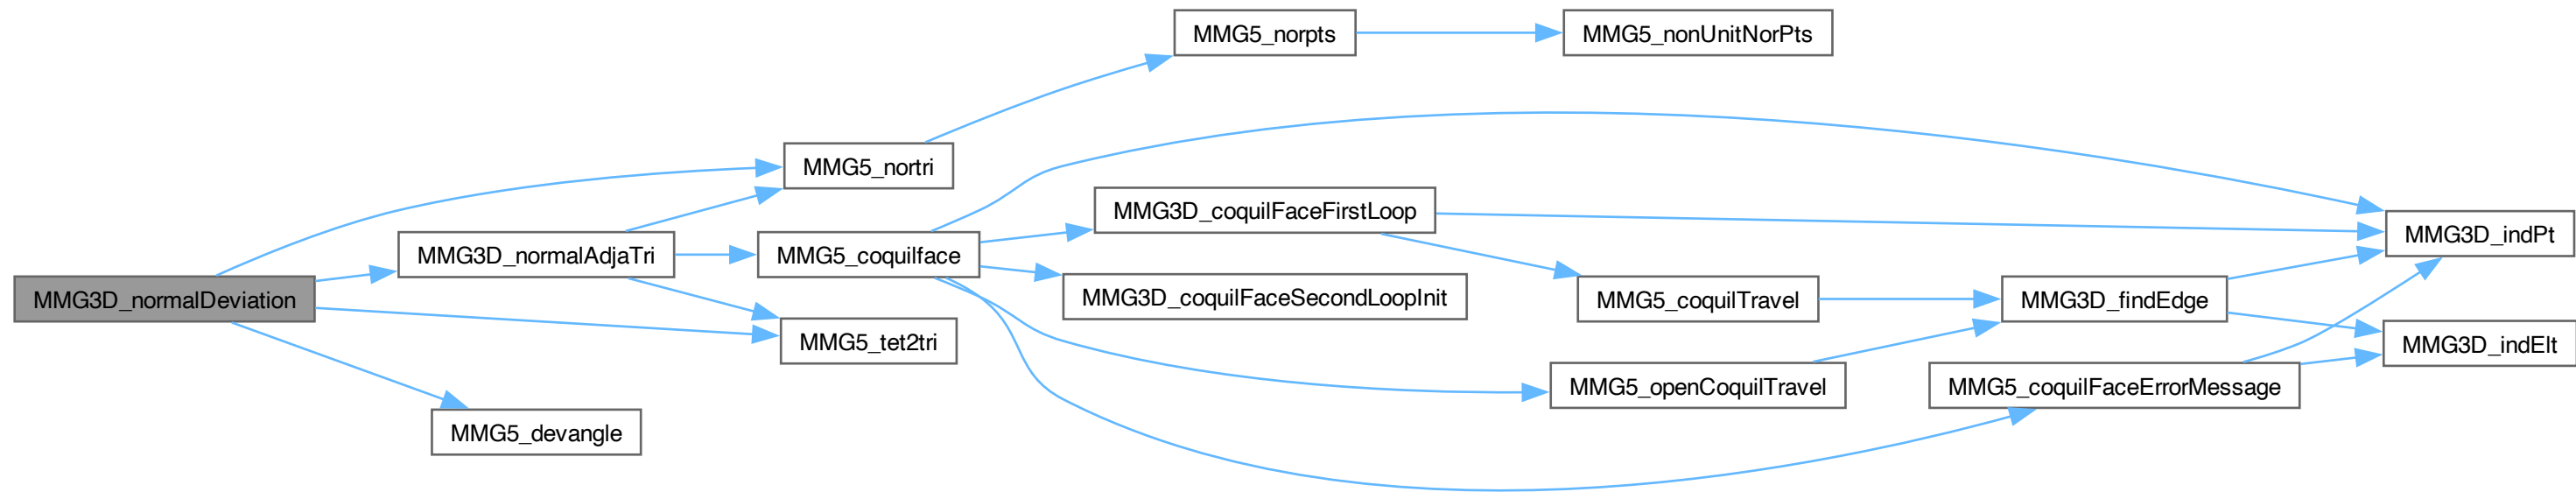 MMG5_norpts
MMG5_nonUnitNorPts
MMG5_nortri
MMG3D_coquilFaceFirstLoop
MMG3D_indPt
MMG3D_normalAdjaTri
MMG5_coquilface
MMG3D_normalDeviation
MMG3D_coquilFaceSecondLoopInit
MMG5_coquilTravel
MMG3D_findEdge
MMG5_tet2tri
MMG3D_indElt
MMG5_openCoquilTravel
MMG5_coquilFaceErrorMessage
MMG5_devangle